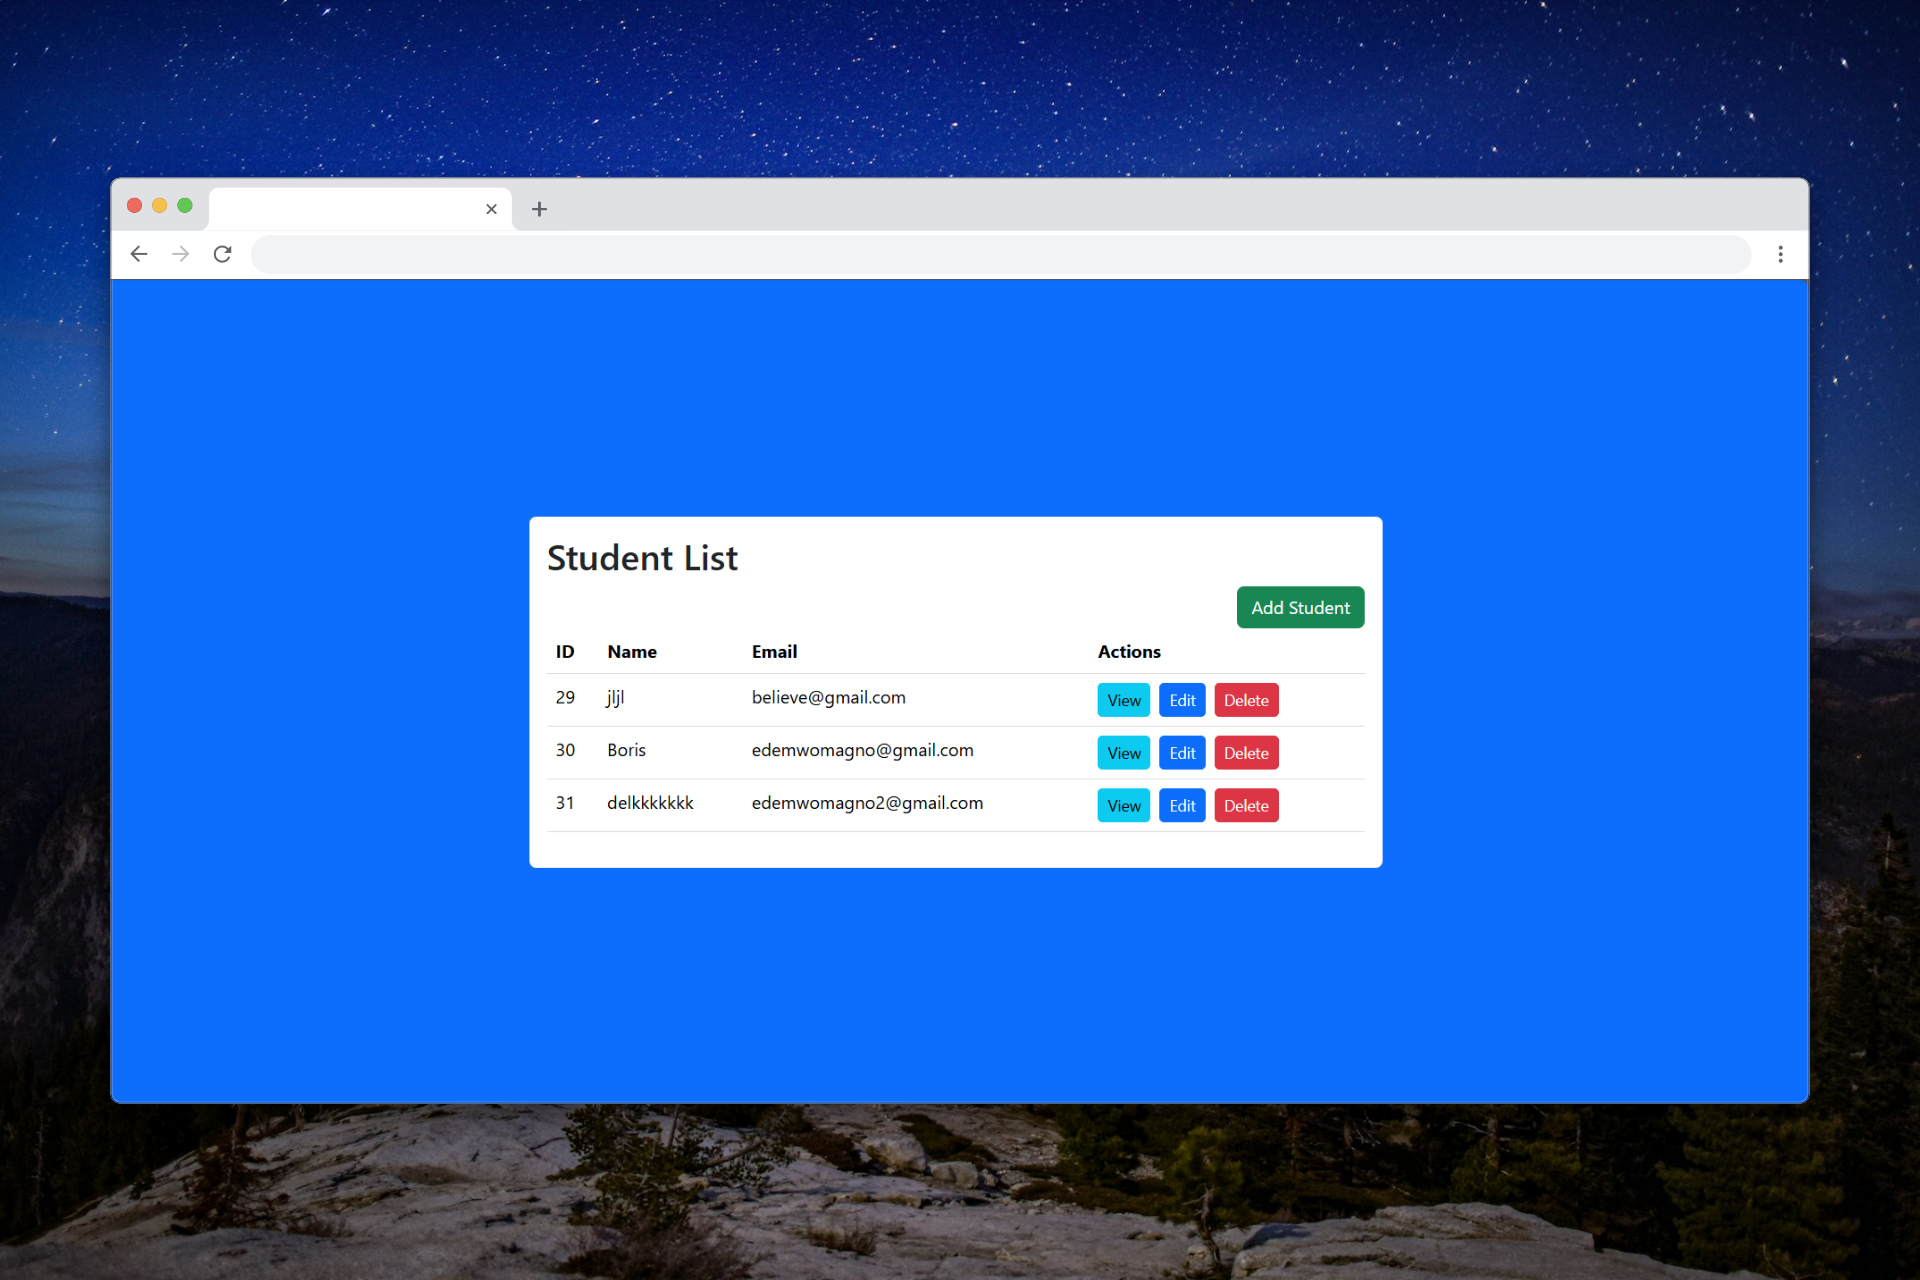 Student List
Add Student
ID Name Email Actions
29 jljl believe@gmail.com View Edit Delete
30 Boris edemwomagno@gmail.com View Edit Delete
31 delkkkkkkk edemwomagno2@gmail.com View Edit Delete